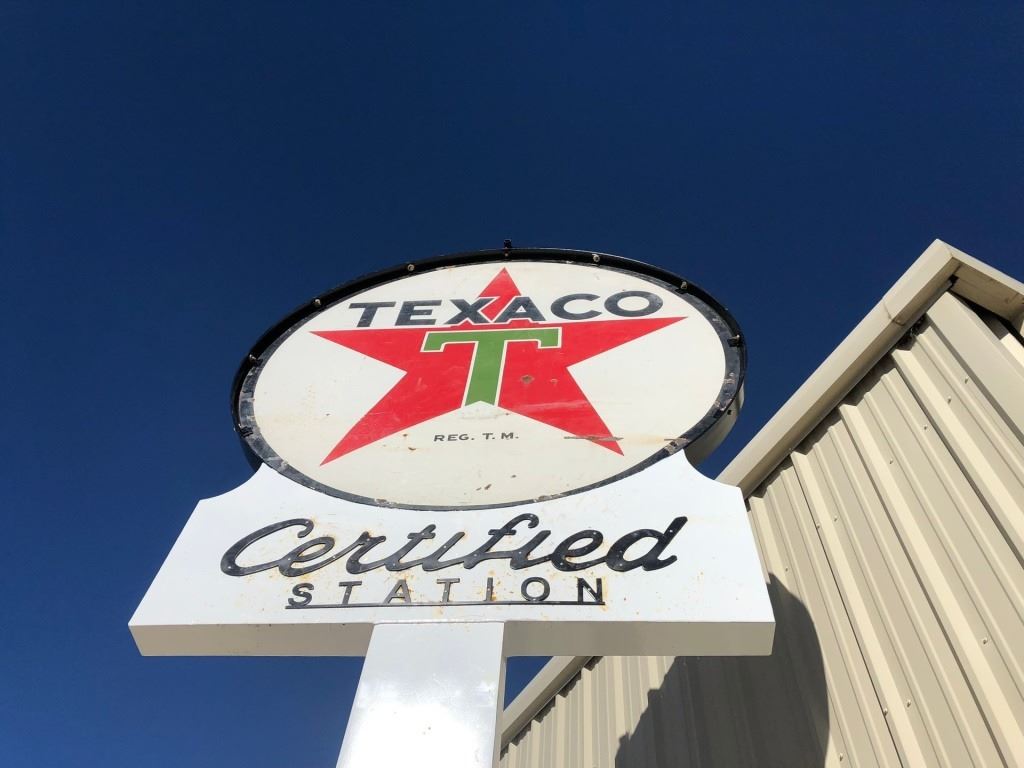 TEXACO
T
REG. T. M.
Certified
STATION